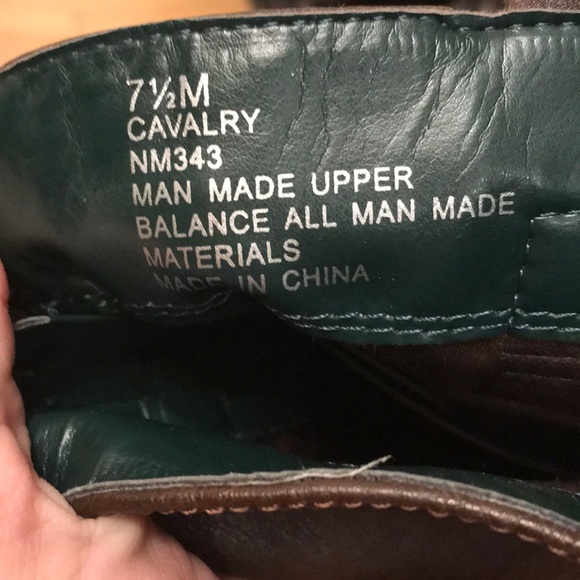 7½M
CAVALRY
NM343
MAN MADE UPPER
BALANCE ALL MAN MADE
MATERIALS
MADE IN CHINA